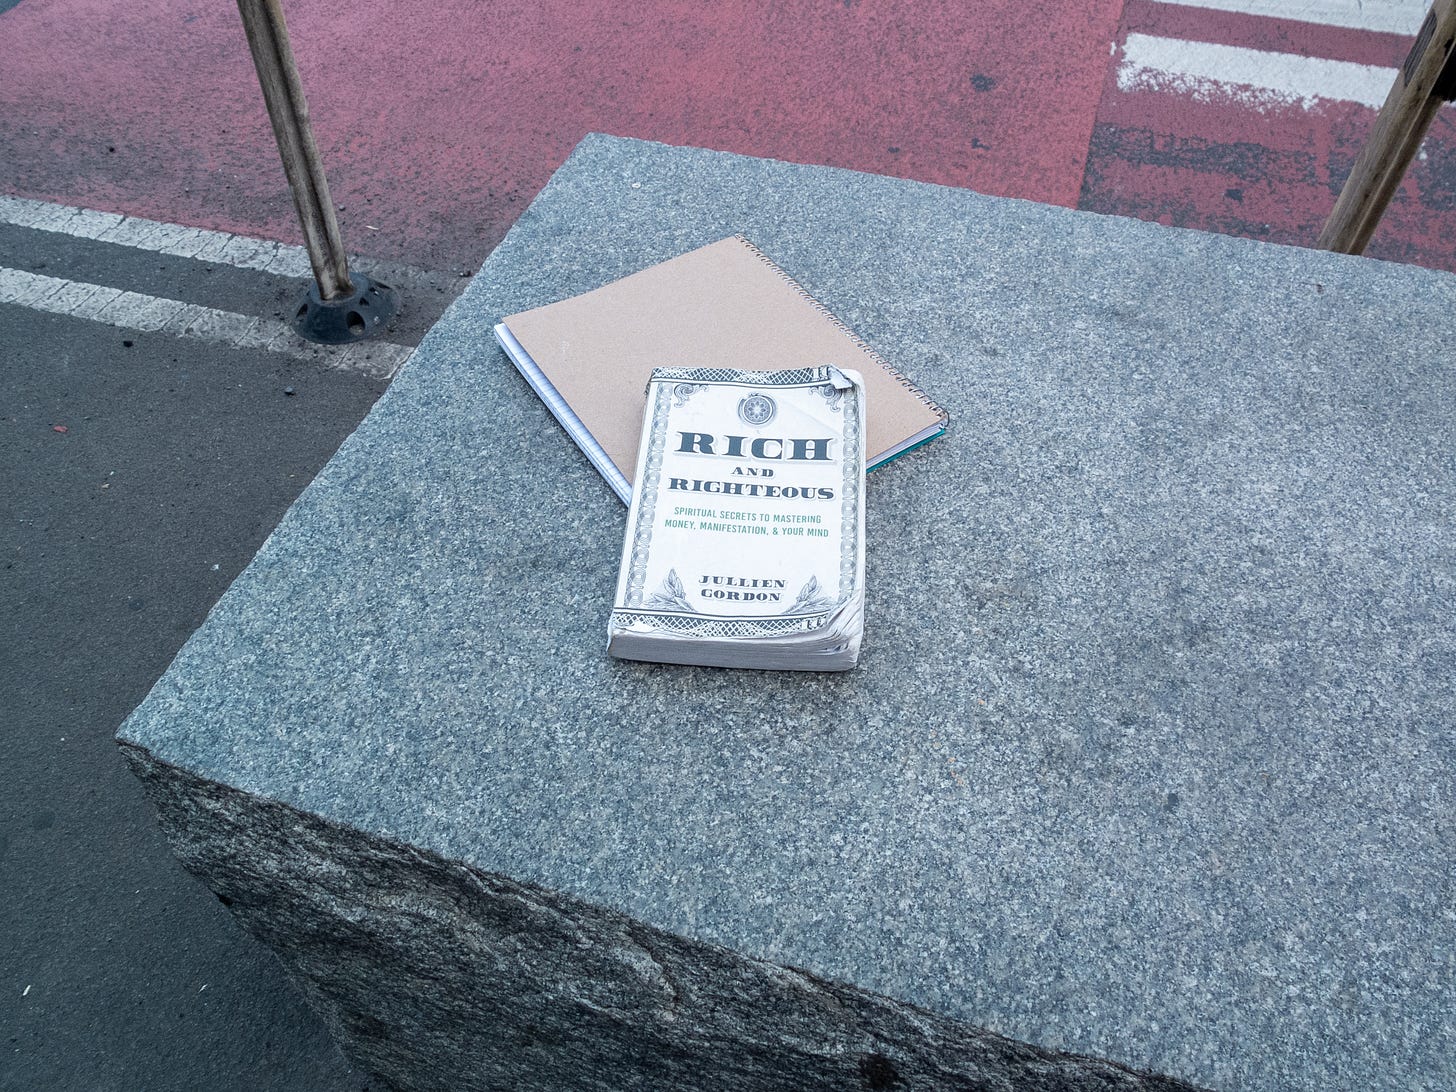 RICH
AND
RIGHTEOUS
SPIRITUAL SECRETS TO MASTERING
MONEY, MANIFESTATION, & YOUR MIND
JULLIEN
GORDON